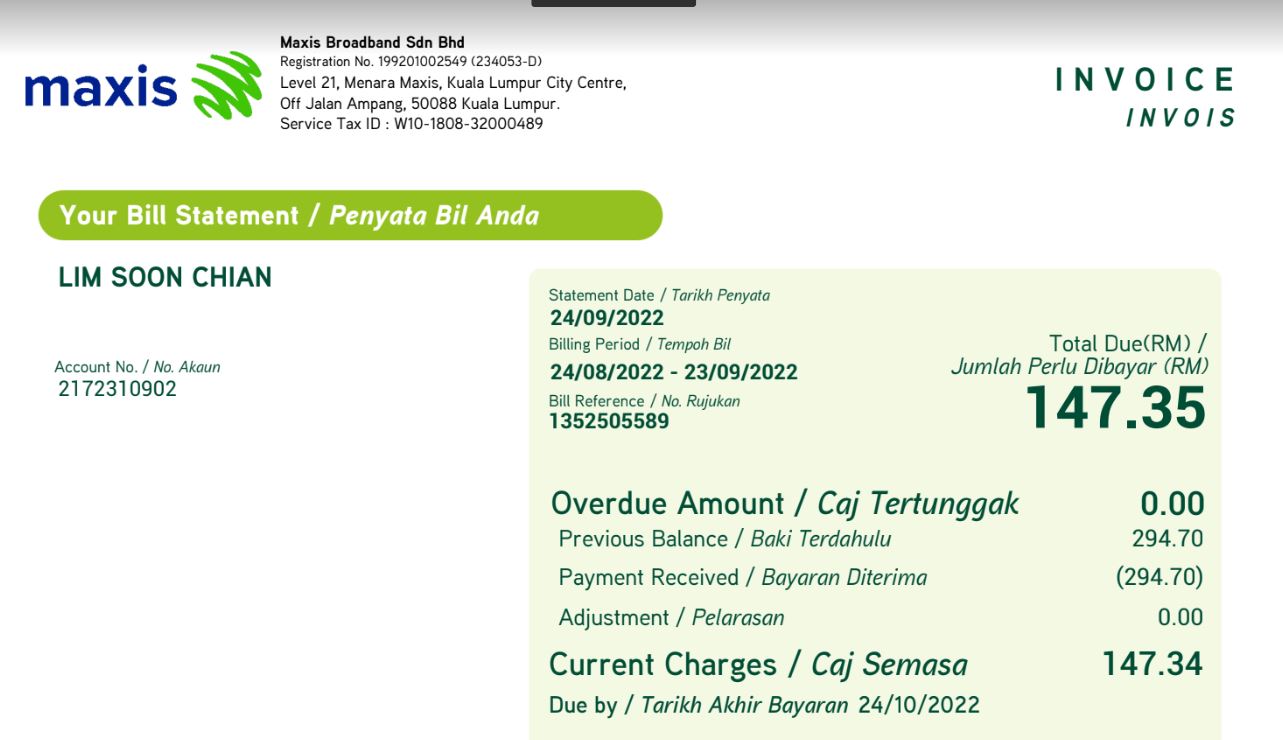 maxis
Maxis Broadband Sdn Bhd
Registration No. 199201002549 (234053-D)
Level 21, Menara Maxis, Kuala Lumpur City Centre,
Off Jalan Ampang, 50088 Kuala Lumpur.
Service Tax ID : W10-1808-32000489
INVOICE
INVOIS
Your Bill Statement / Penyata Bil Anda
LIM SOON CHIAN
Account No. / No. Akaun
2172310902
Statement Date / Tarikh Penyata
24/09/2022
Billing Period / Tempoh Bil
24/08/2022 - 23/09/2022
Bill Reference / No. Rujukan
1352505589
Total Due(RM) /
Jumlah Perlu Dibayar (RM)
147.35
Overdue Amount / Caj Tertunggak 0.00
Previous Balance / Baki Terdahulu 294.70
Payment Received / Bayaran Diterima (294.70)
Adjustment / Pelarasan 0.00
Current Charges / Caj Semasa 147.34
Due by / Tarikh Akhir Bayaran 24/10/2022